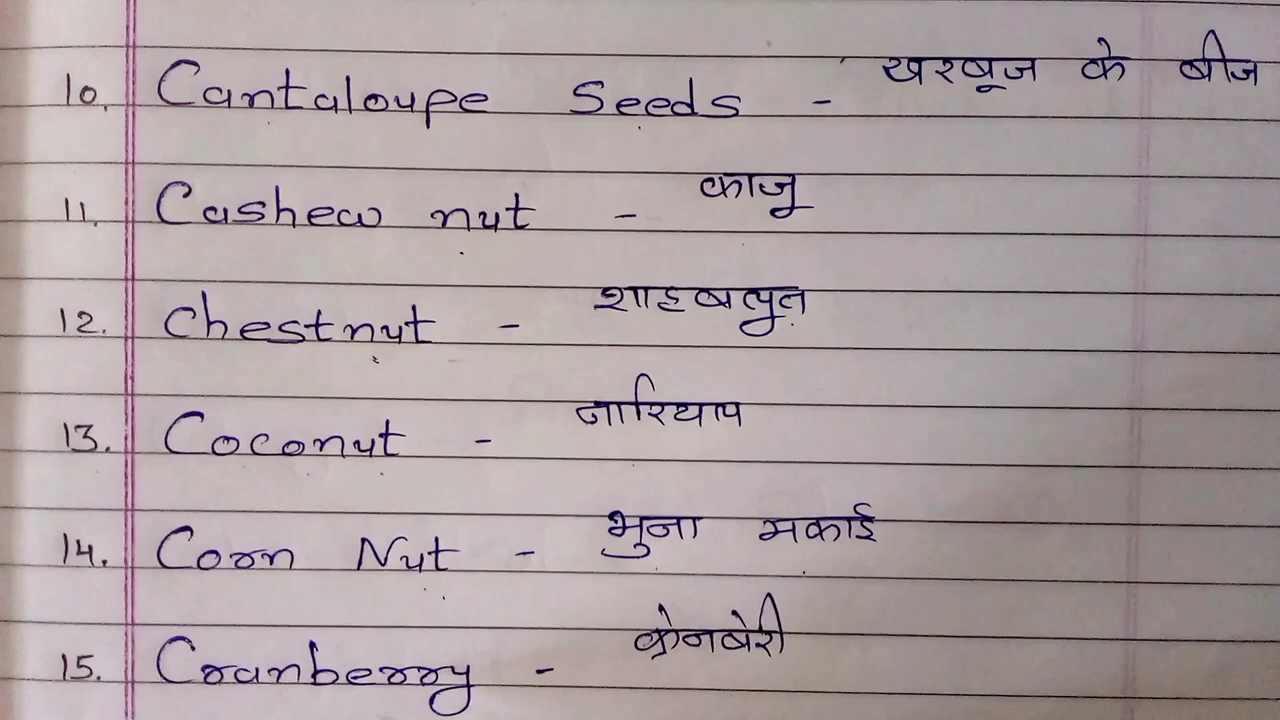 10. Cantaloupe Seeds - खरबूज के बीज
11. Cashew nut - काजू
12. Chestnut - शाहबलूत
13. Coconut - नारियाप
14. Corn Nut - भुना मकाई
15. Cranberry - क्रेनबेरी